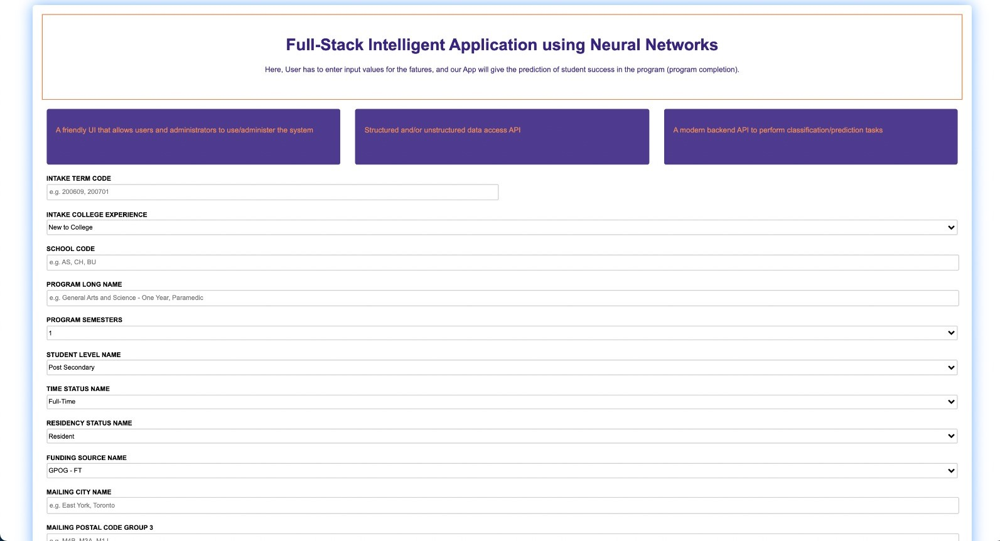 Full-Stack Intelligent Application using Neural Networks
Here, User has to enter input values for the fatures, and our App will give the prediction of student success in the program (program completion).
A friendly UI that allows users and administrators to use/administer the system
Structured and/or unstructured data access API
A modern backend API to perform classification/prediction tasks
INTAKE TERM CODE
e.g. 200609, 200701
INTAKE COLLEGE EXPERIENCE
New to College
SCHOOL CODE
e.g. AS, CH, BU
PROGRAM LONG NAME
e.g. General Arts and Science - One Year, Paramedic
PROGRAM SEMESTERS
1
STUDENT LEVEL NAME
Post Secondary
TIME STATUS NAME
Full-Time
RESIDENCY STATUS NAME
Resident
FUNDING SOURCE NAME
GPOG - FT
MAILING CITY NAME
e.g. East York, Toronto
MAILING POSTAL CODE GROUP 3
e.g.